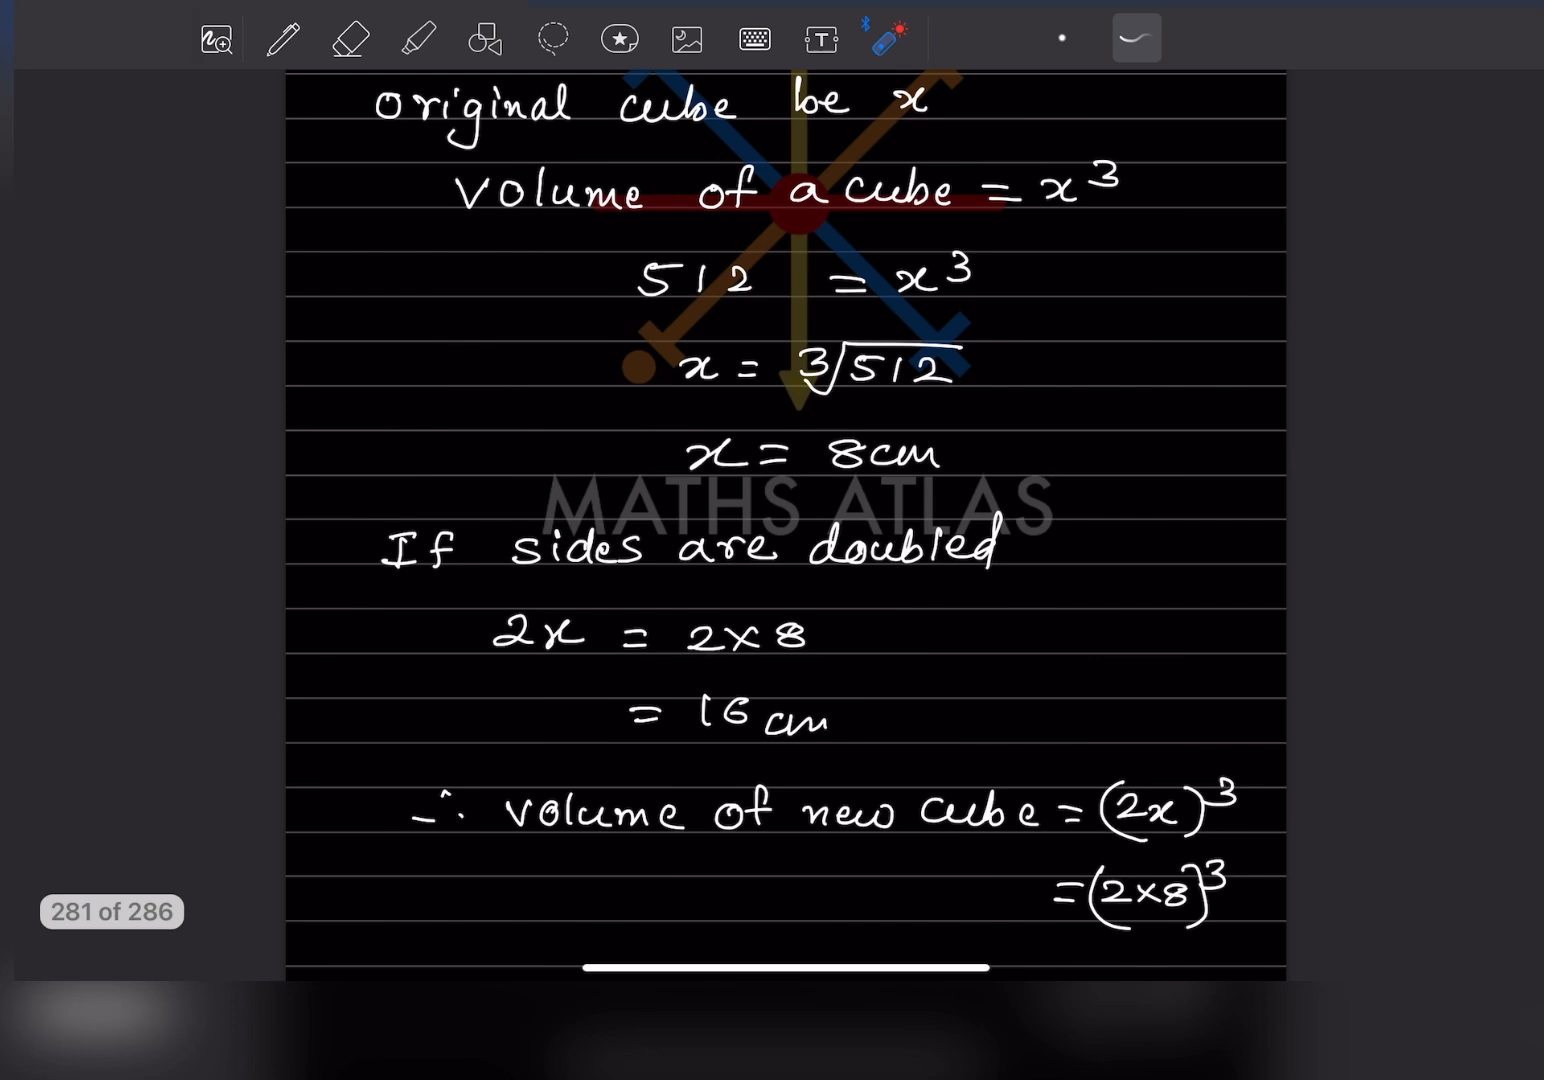 original cube be x
volume of a cube = x³
512 = x³
x = ∛512
x = 8cm
MATHS ATLAS
If sides are doubled
2x = 2×8
= 16 cm
∴ volume of new cube = (2x)³
= (2×8)³
281 of 286